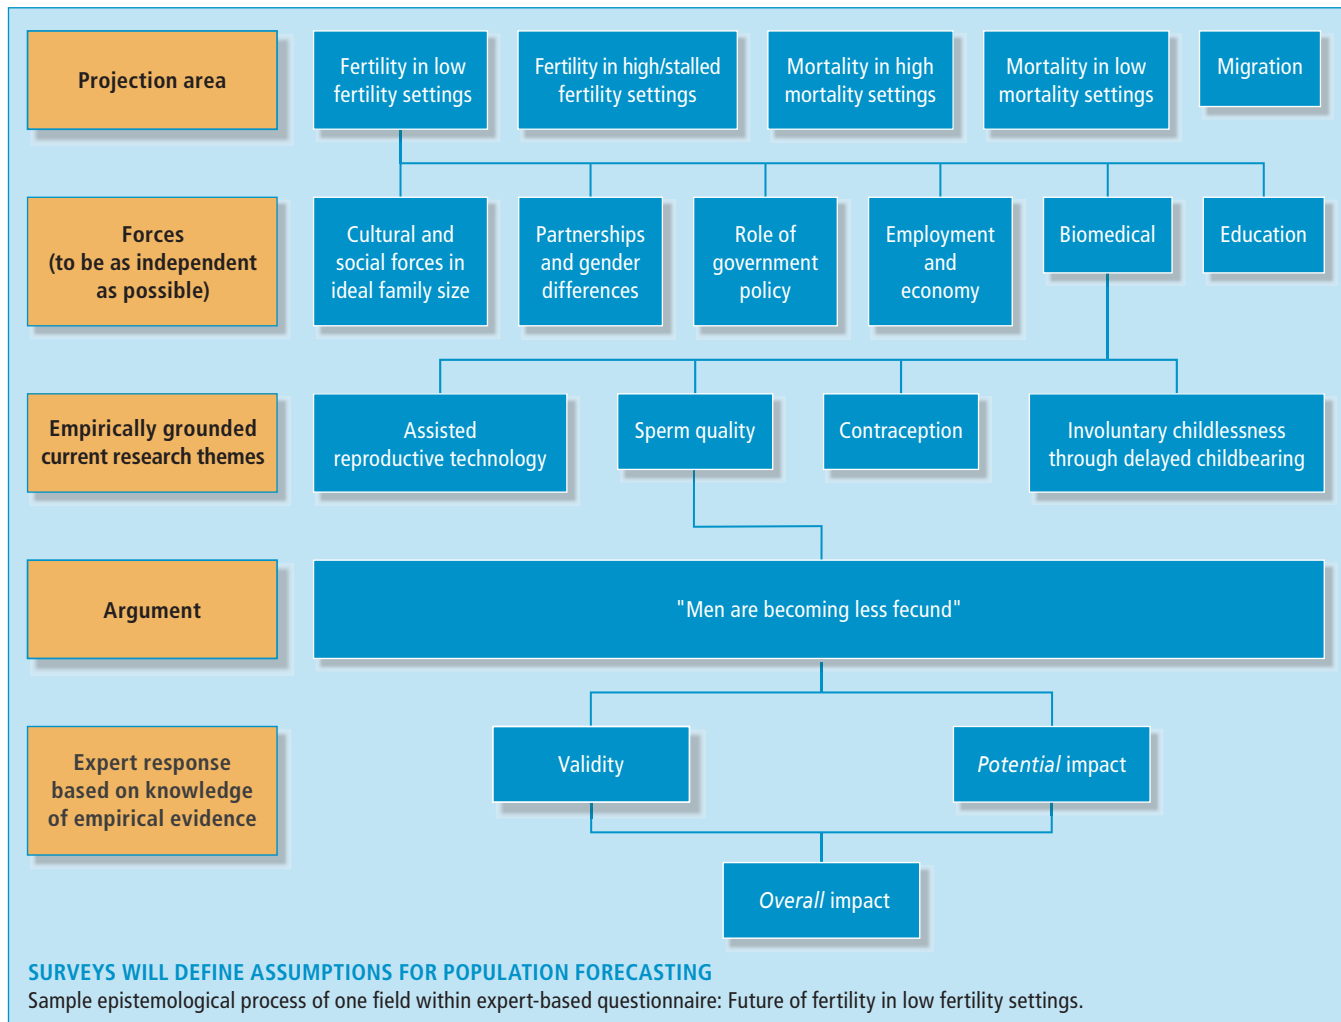 Projection area
Fertility in low
fertility settings
Fertility in high/stalled
fertility settings
Mortality in high
mortality settings
Mortality in low
mortality settings
Migration
Forces
(to be as independent
as possible)
Cultural and
social forces in
ideal family size
Partnerships
and gender
differences
Role of
government
policy
Employment
and
economy
Biomedical
Education
Empirically grounded
current research themes
Assisted
reproductive technology
Sperm quality
Contraception
Involuntary childlessness
through delayed childbearing
Argument
"Men are becoming less fecund"
Expert response
based on knowledge
of empirical evidence
Validity
Potential impact
Overall impact
SURVEYS WILL DEFINE ASSUMPTIONS FOR POPULATION FORECASTING
Sample epistemological process of one field within expert-based questionnaire: Future of fertility in low fertility settings.